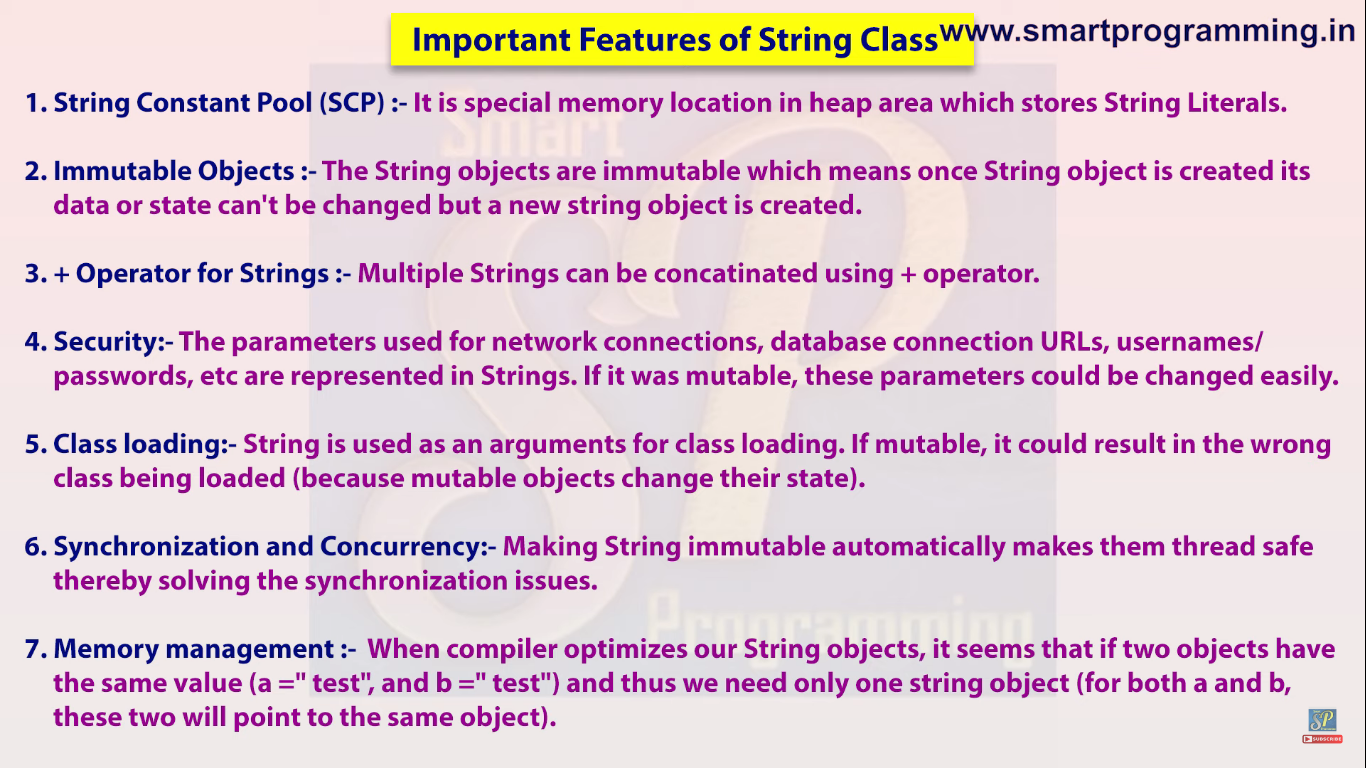 Important Features of String Class
www.smartprogramming.in
1. String Constant Pool (SCP) :- It is special memory location in heap area which stores String Literals.
2. Immutable Objects :- The String objects are immutable which means once String object is created its
data or state can't be changed but a new string object is created.
3. + Operator for Strings :- Multiple Strings can be concatinated using + operator.
4. Security:- The parameters used for network connections, database connection URLs, usernames/
passwords, etc are represented in Strings. If it was mutable, these parameters could be changed easily.
5. Class loading:- String is used as an arguments for class loading. If mutable, it could result in the wrong
class being loaded (because mutable objects change their state).
6. Synchronization and Concurrency:- Making String immutable automatically makes them thread safe
thereby solving the synchronization issues.
7. Memory management :- When compiler optimizes our String objects, it seems that if two objects have
the same value (a =" test", and b =" test") and thus we need only one string object (for both a and b,
these two will point to the same object).
Smart
SP
Programming
SP
SUBSCRIBE